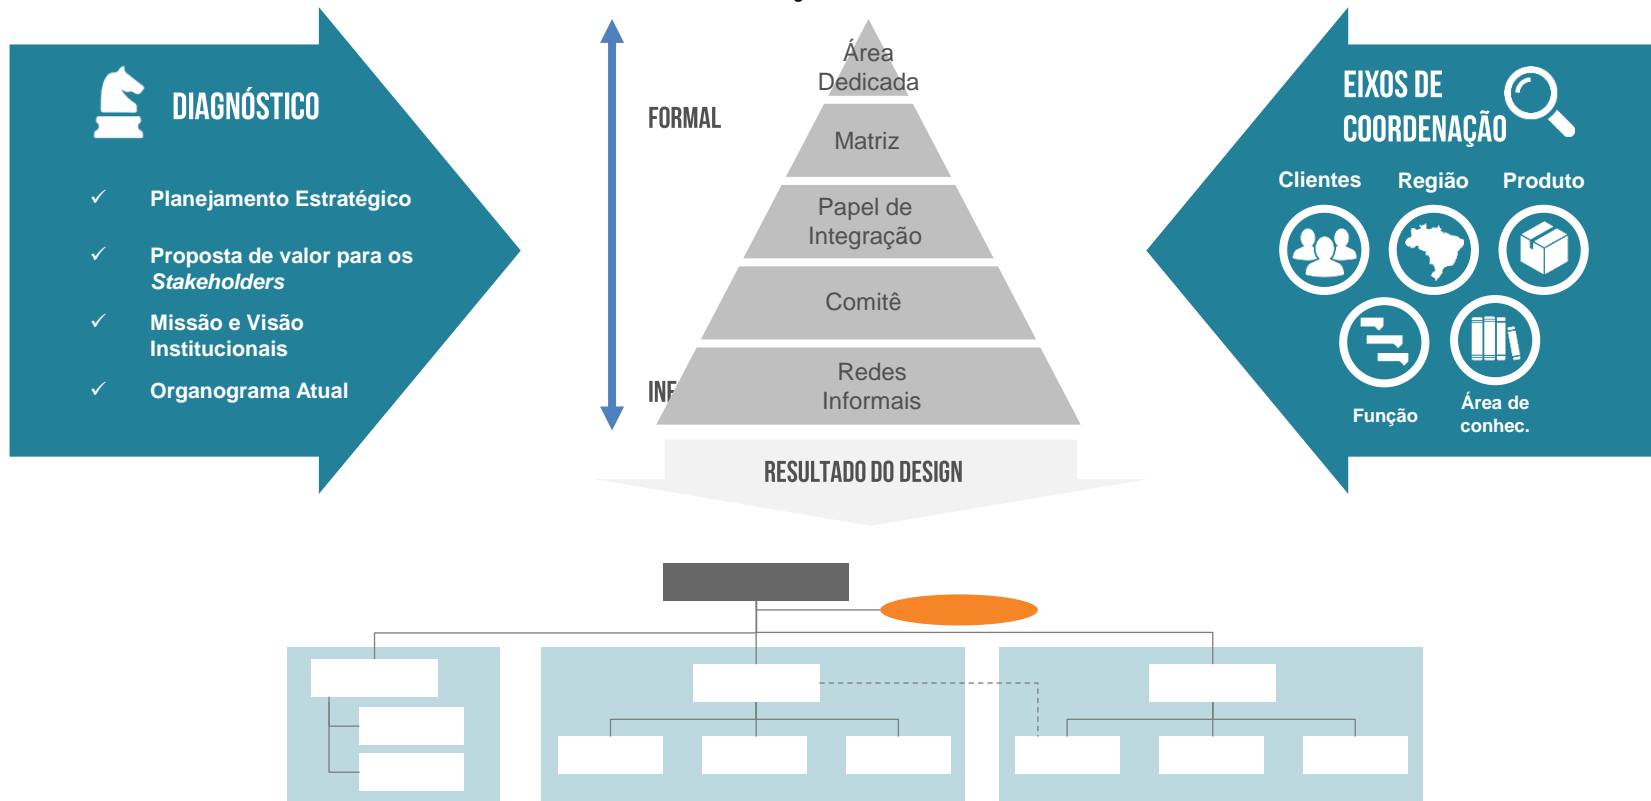 DIAGNÓSTICO
✓ Planejamento Estratégico
✓ Proposta de valor para os
Stakeholders
✓ Missão e Visão
Institucionais
✓ Organograma Atual
FORMAL
Área
Dedicada
Matriz
Papel de
Integração
Comitê
Redes
Informais
RESULTADO DO DESIGN
EIXOS DE
COORDENAÇÃO
Clientes Região Produto
Função
Área de
conhec.